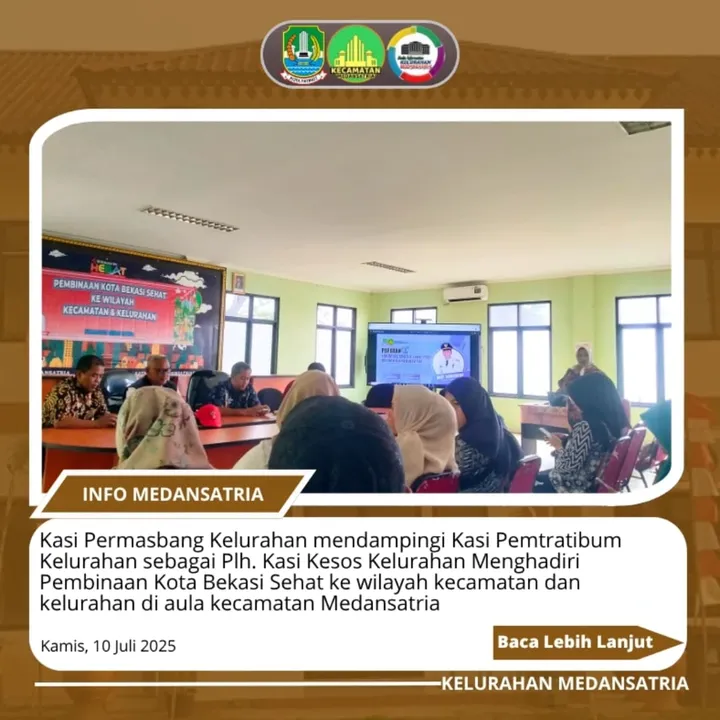 KECAMATAN
MEDANSATRIA
HEBAT
PEMBINAAN KOTA BEKASI SEHAT
KE WILAYAH
KECAMATAN & KELURAHAN
INFO MEDANSATRIA
Kasi Permasbang Kelurahan mendampingi Kasi Pemtratibum
Kelurahan sebagai Plh. Kasi Kesos Kelurahan Menghadiri
Pembinaan Kota Bekasi Sehat ke wilayah kecamatan dan
kelurahan di aula kecamatan Medansatria
Kamis, 10 Juli 2025
Baca Lebih Lanjut
KELURAHAN MEDANSATRIA